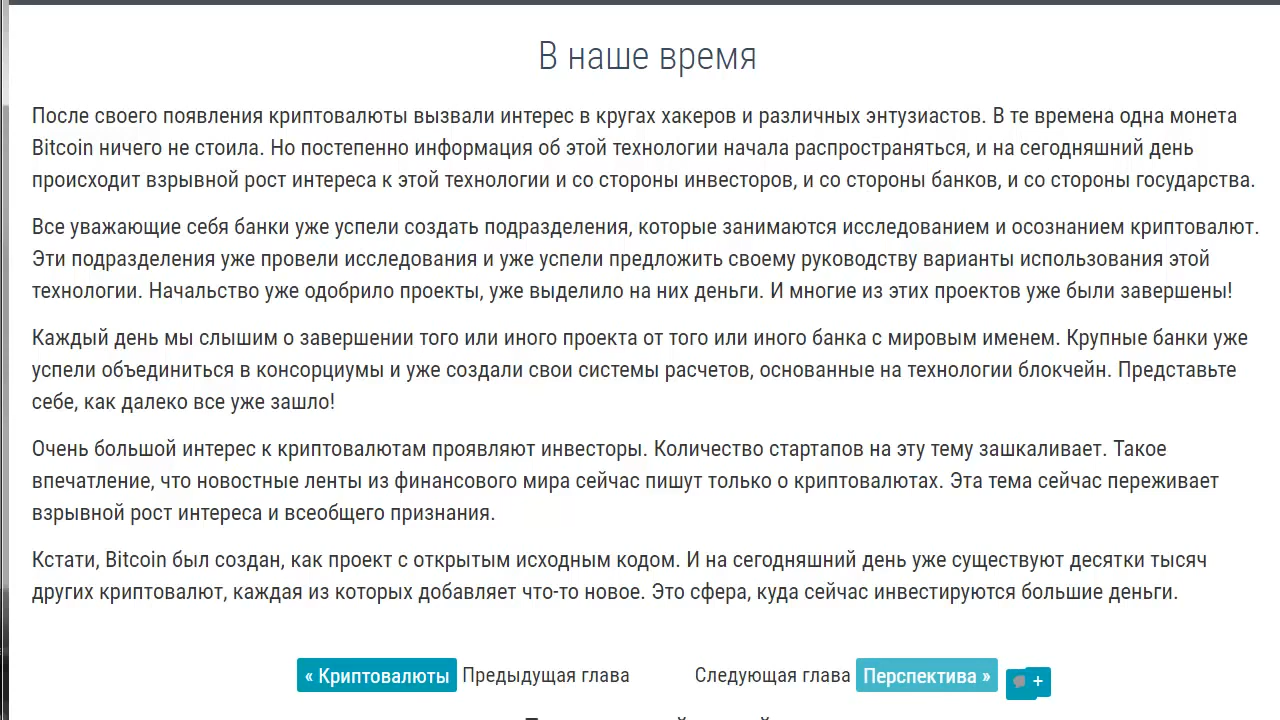 В наше время
После своего появления криптовалюты вызвали интерес в кругах хакеров и различных энтузиастов. В те времена одна монета
Bitcoin ничего не стоила. Но постепенно информация об этой технологии начала распространяться, и на сегодняшний день
происходит взрывной рост интереса к этой технологии и со стороны инвесторов, и со стороны банков, и со стороны государства.
Все уважающие себя банки уже успели создать подразделения, которые занимаются исследованием и осознанием криптовалют.
Эти подразделения уже провели исследования и уже успели предложить своему руководству варианты использования этой
технологии. Начальство уже одобрило проекты, уже выделило на них деньги. И многие из этих проектов уже были завершены!
Каждый день мы слышим о завершении того или иного проекта от того или иного банка с мировым именем. Крупные банки уже
успели объединиться в консорциумы и уже создали свои системы расчетов, основанные на технологии блокчейн. Представьте
себе, как далеко все уже зашло!
Очень большой интерес к криптовалютам проявляют инвесторы. Количество стартапов на эту тему зашкаливает. Такое
впечатление, что новостные ленты из финансового мира сейчас пишут только о криптовалютах. Эта тема сейчас переживает
взрывной рост интереса и всеобщего признания.
Кстати, Bitcoin был создан, как проект с открытым исходным кодом. И на сегодняшний день уже существуют десятки тысяч
других криптовалют, каждая из которых добавляет что-то новое. Это сфера, куда сейчас инвестируются большие деньги.
« Криптовалюты Предыдущая глава Следующая глава Перспектива » +